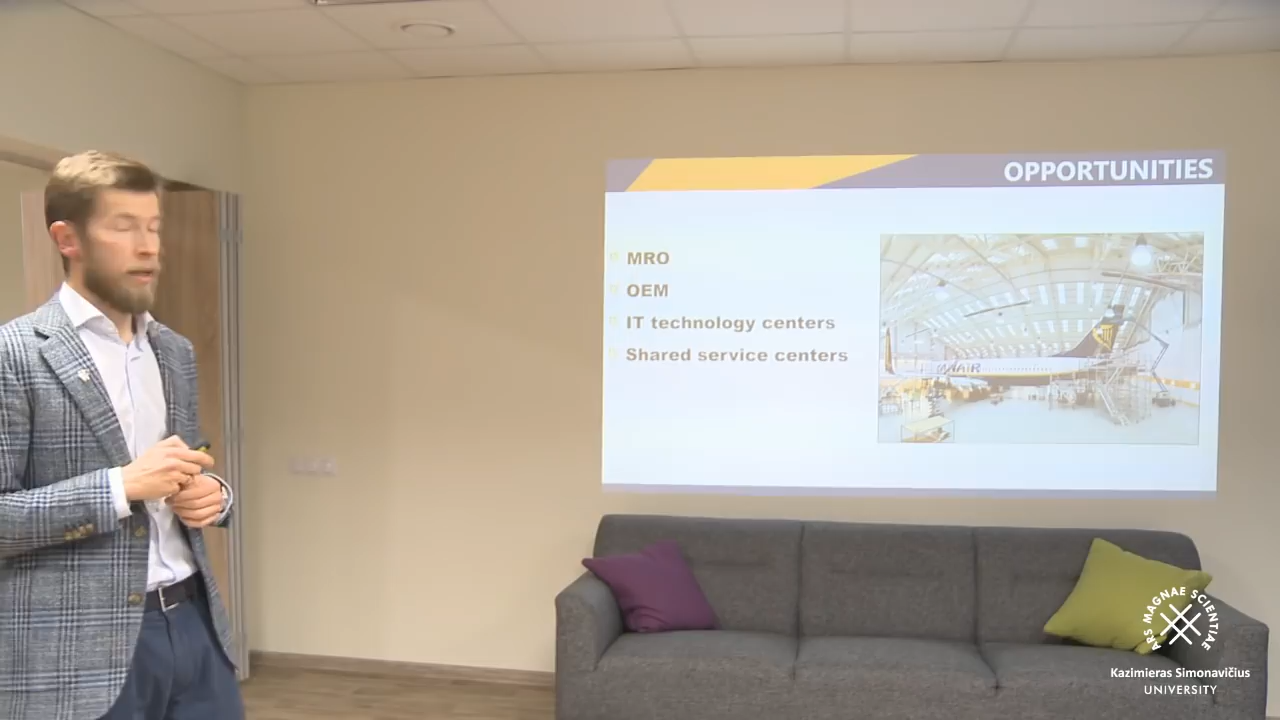 OPPORTUNITIES
MRO
OEM
IT technology centers
Shared service centers
ARS MAGNAE SCIENTIAE
Kazimieras Simonavičius
UNIVERSITY